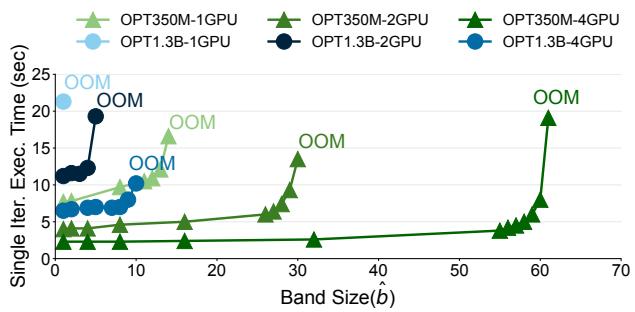 OPT350M-1GPU OPT350M-2GPU OPT350M-4GPU
OPT1.3B-1GPU OPT1.3B-2GPU OPT1.3B-4GPU
Single Iter. Exec. Time (sec)
25
20
15
10
5
0
OOM
OOM
OOM
OOM
OOM
OOM
0 10 20 30 40 50 60 70
Band Size(b̂)